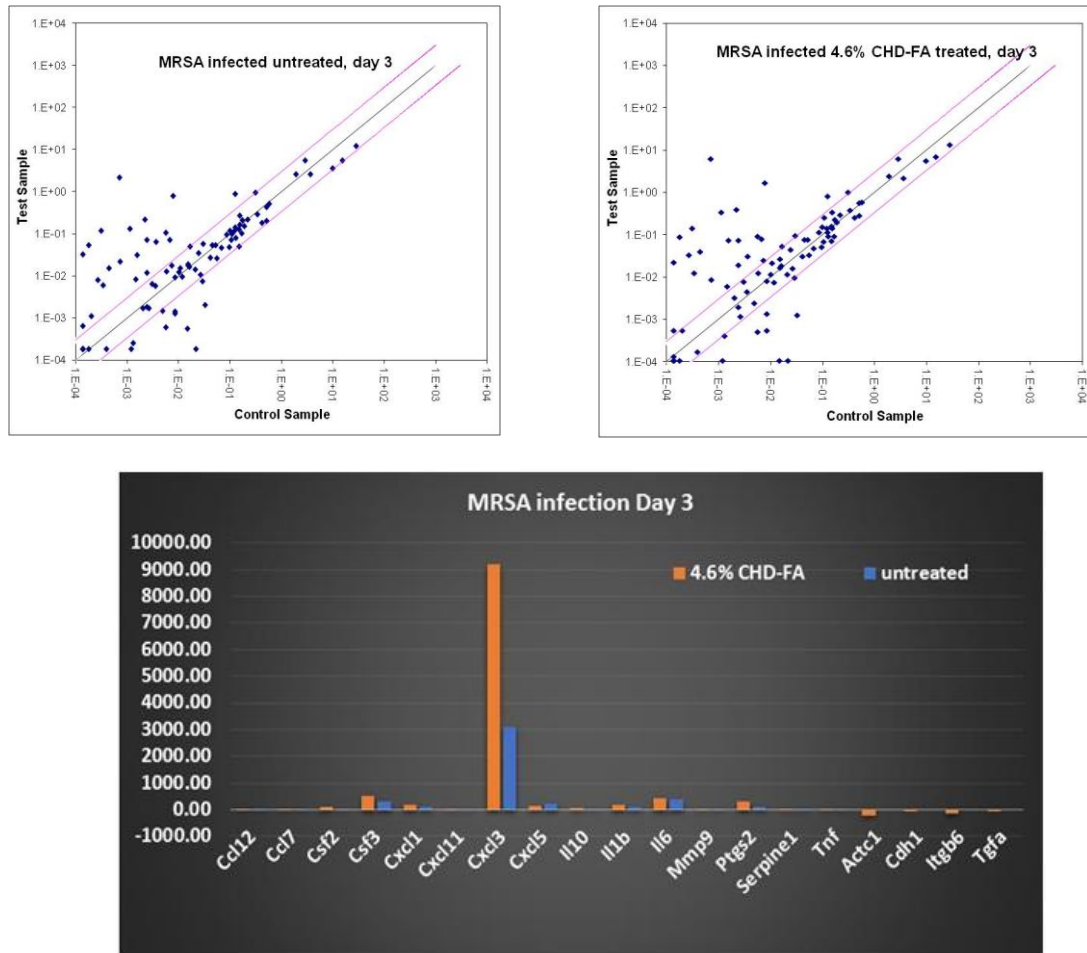 MRSA infected untreated, day 3
1.E+04
1.E+03
1.E+02
1.E+01
1.E+00
1.E-01
1.E-02
1.E-03
1.E-04
Test Sample
1.E-04
1.E-03
1.E-02
1.E-01
1.E+00
1.E+01
1.E+02
1.E+03
1.E+04
Control Sample
MRSA infected 4.6% CHD-FA treated, day 3
1.E+04
1.E+03
1.E+02
1.E+01
1.E+00
1.E-01
1.E-02
1.E-03
1.E-04
Test Sample
1.E-04
1.E-03
1.E-02
1.E-01
1.E+00
1.E+01
1.E+02
1.E+03
1.E+04
Control Sample
MRSA infection Day 3
4.6% CHD-FA
untreated
10000.00
9000.00
8000.00
7000.00
6000.00
5000.00
4000.00
3000.00
2000.00
1000.00
0.00
-1000.00
Ccl12
Ccl7
Csf2
Csf3
Cxcl1
Cxcl11
Cxcl3
Cxcl5
Il10
Il1b
Il6
Mmp9
Ptgs2
Serpine1
Tnf
Actc1
Cdh1
Itgb6
Tgfa